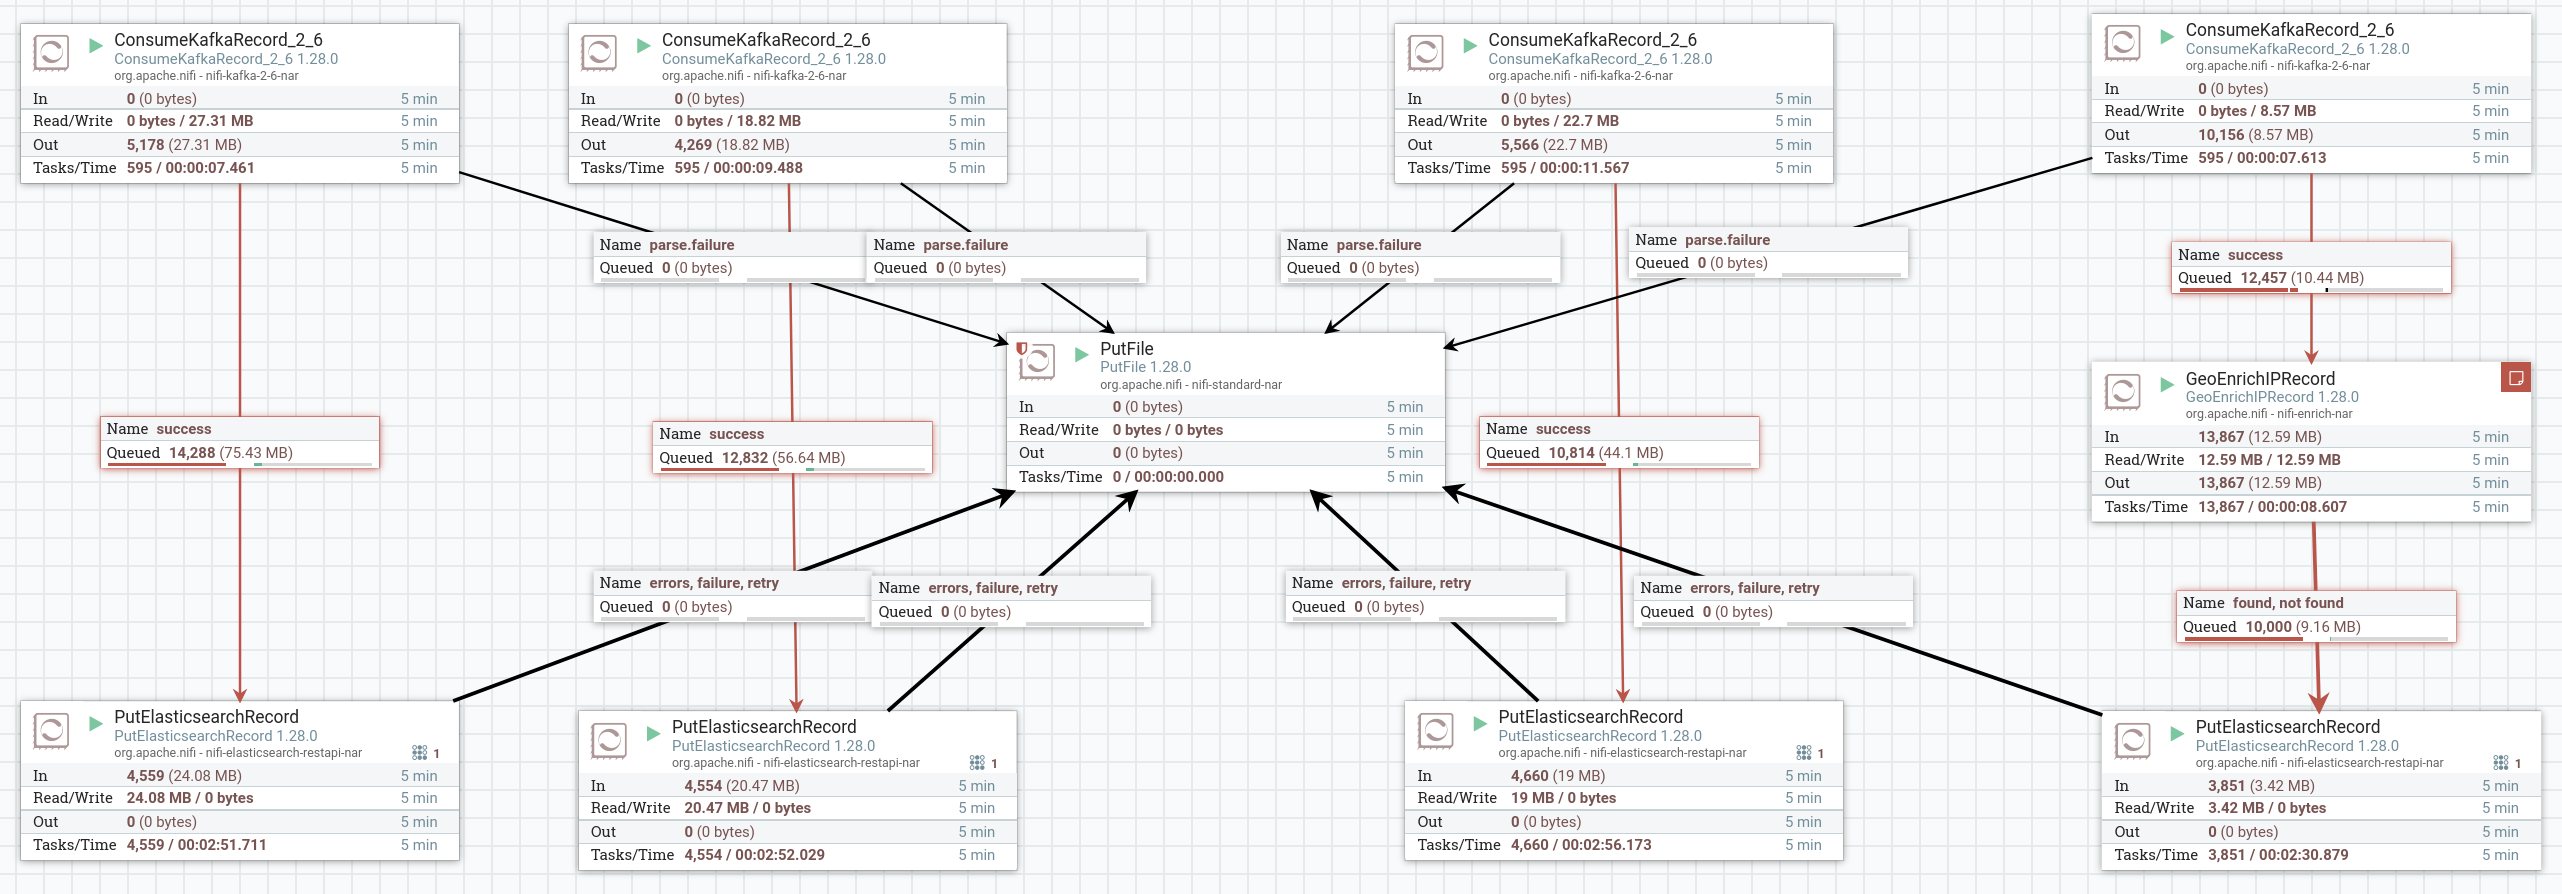 ConsumeKafkaRecord_2_6
ConsumeKafkaRecord_2_6 1.28.0
org.apache.nifi - nifi-kafka-2-6-nar
In 0 (0 bytes) 5 min
Read/Write 0 bytes / 27.31 MB 5 min
Out 5,178 (27.31 MB) 5 min
Tasks/Time 595 / 00:00:07.461 5 min
ConsumeKafkaRecord_2_6
ConsumeKafkaRecord_2_6 1.28.0
org.apache.nifi - nifi-kafka-2-6-nar
In 0 (0 bytes) 5 min
Read/Write 0 bytes / 18.82 MB 5 min
Out 4,269 (18.82 MB) 5 min
Tasks/Time 595 / 00:00:09.488 5 min
ConsumeKafkaRecord_2_6
ConsumeKafkaRecord_2_6 1.28.0
org.apache.nifi - nifi-kafka-2-6-nar
In 0 (0 bytes) 5 min
Read/Write 0 bytes / 22.7 MB 5 min
Out 5,566 (22.7 MB) 5 min
Tasks/Time 595 / 00:00:11.567 5 min
ConsumeKafkaRecord_2_6
ConsumeKafkaRecord_2_6 1.28.0
org.apache.nifi - nifi-kafka-2-6-nar
In 0 (0 bytes) 5 min
Read/Write 0 bytes / 8.57 MB 5 min
Out 10,156 (8.57 MB) 5 min
Tasks/Time 595 / 00:00:07.613 5 min
Name parse.failure
Queued 0 (0 bytes)
Name parse.failure
Queued 0 (0 bytes)
Name parse.failure
Queued 0 (0 bytes)
Name parse.failure
Queued 0 (0 bytes)
Name success
Queued 12,457 (10.44 MB)
PutFile
PutFile 1.28.0
org.apache.nifi - nifi-standard-nar
In 0 (0 bytes) 5 min
Read/Write 0 bytes / 0 bytes 5 min
Out 0 (0 bytes) 5 min
Tasks/Time 0 / 00:00:00.000 5 min
GeoEnrichIPRecord
GeoEnrichIPRecord 1.28.0
org.apache.nifi - nifi-enrich-nar
In 13,867 (12.59 MB) 5 min
Read/Write 12.59 MB / 12.59 MB 5 min
Out 13,867 (12.59 MB) 5 min
Tasks/Time 13,867 / 00:00:08.607 5 min
Name success
Queued 14,288 (75.43 MB)
Name success
Queued 12,832 (56.64 MB)
Name success
Queued 10,814 (44.1 MB)
Name errors, failure, retry
Queued 0 (0 bytes)
Name errors, failure, retry
Queued 0 (0 bytes)
Name errors, failure, retry
Queued 0 (0 bytes)
Name errors, failure, retry
Queued 0 (0 bytes)
Name found, not found
Queued 10,000 (9.16 MB)
PutElasticsearchRecord
PutElasticsearchRecord 1.28.0
org.apache.nifi - nifi-elasticsearch-restapi-nar 1
In 4,559 (24.08 MB) 5 min
Read/Write 24.08 MB / 0 bytes 5 min
Out 0 (0 bytes) 5 min
Tasks/Time 4,559 / 00:02:51.711 5 min
PutElasticsearchRecord
PutElasticsearchRecord 1.28.0
org.apache.nifi - nifi-elasticsearch-restapi-nar 1
In 4,554 (20.47 MB) 5 min
Read/Write 20.47 MB / 0 bytes 5 min
Out 0 (0 bytes) 5 min
Tasks/Time 4,554 / 00:02:52.029 5 min
PutElasticsearchRecord
PutElasticsearchRecord 1.28.0
org.apache.nifi - nifi-elasticsearch-restapi-nar 1
In 4,660 (19 MB) 5 min
Read/Write 19 MB / 0 bytes 5 min
Out 0 (0 bytes) 5 min
Tasks/Time 4,660 / 00:02:56.173 5 min
PutElasticsearchRecord
PutElasticsearchRecord 1.28.0
org.apache.nifi - nifi-elasticsearch-restapi-nar 1
In 3,851 (3.42 MB) 5 min
Read/Write 3.42 MB / 0 bytes 5 min
Out 0 (0 bytes) 5 min
Tasks/Time 3,851 / 00:02:30.879 5 min